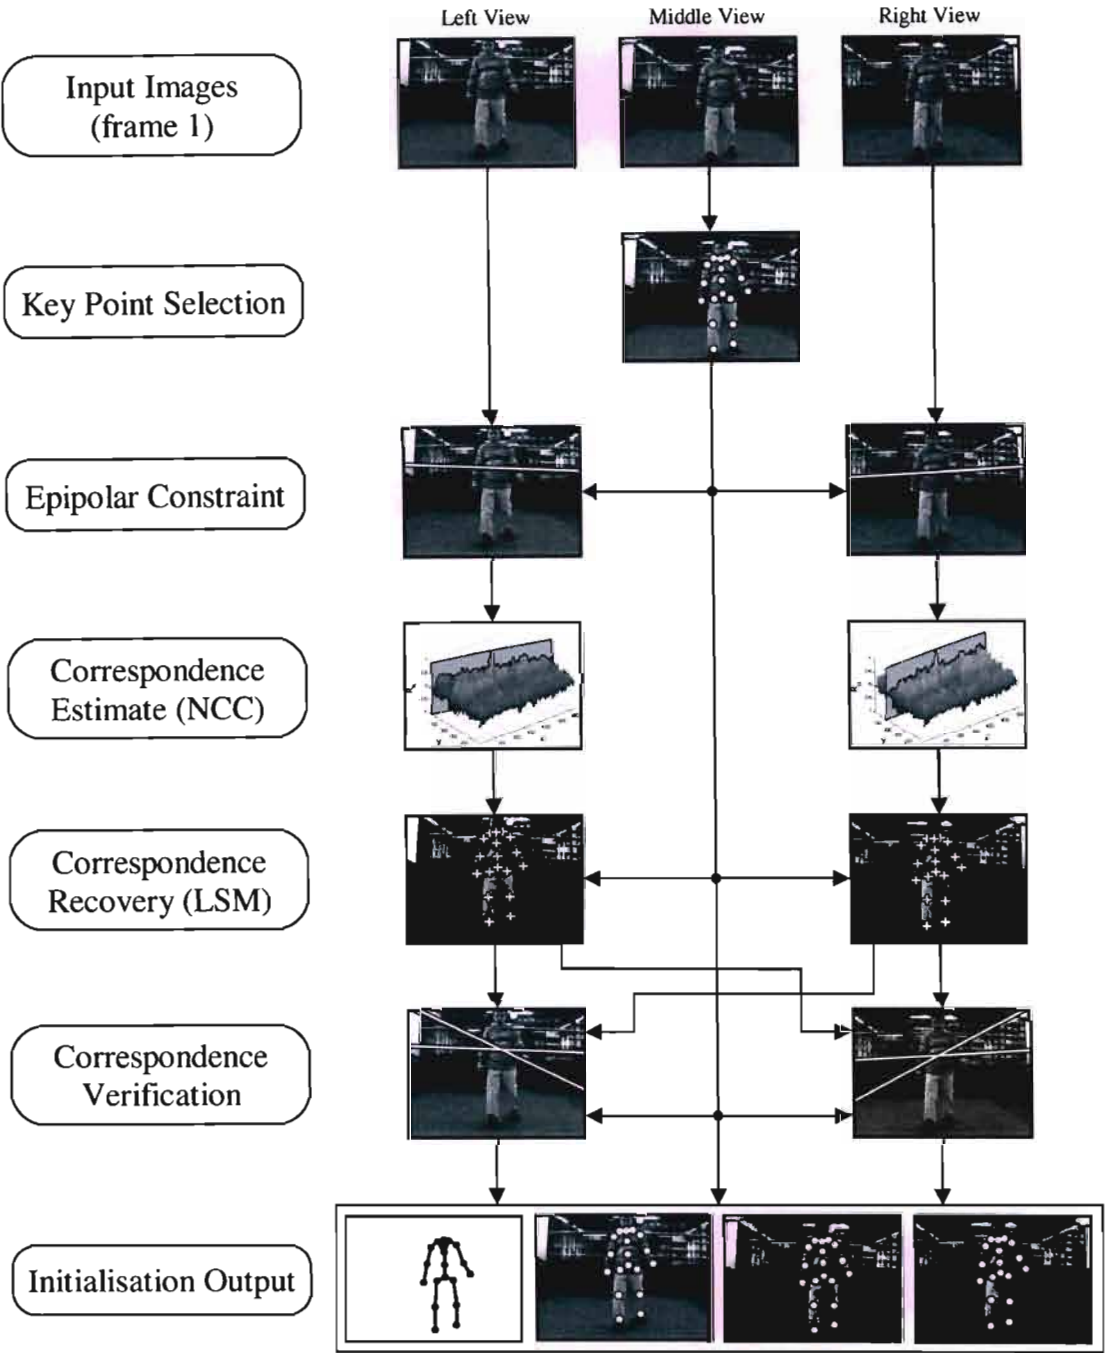 Left View
Middle View
Right View
Input Images
(frame 1)
Key Point Selection
Epipolar Constraint
Correspondence
Estimate (NCC)
Correspondence
Recovery (LSM)
Correspondence
Verification
Initialisation Output